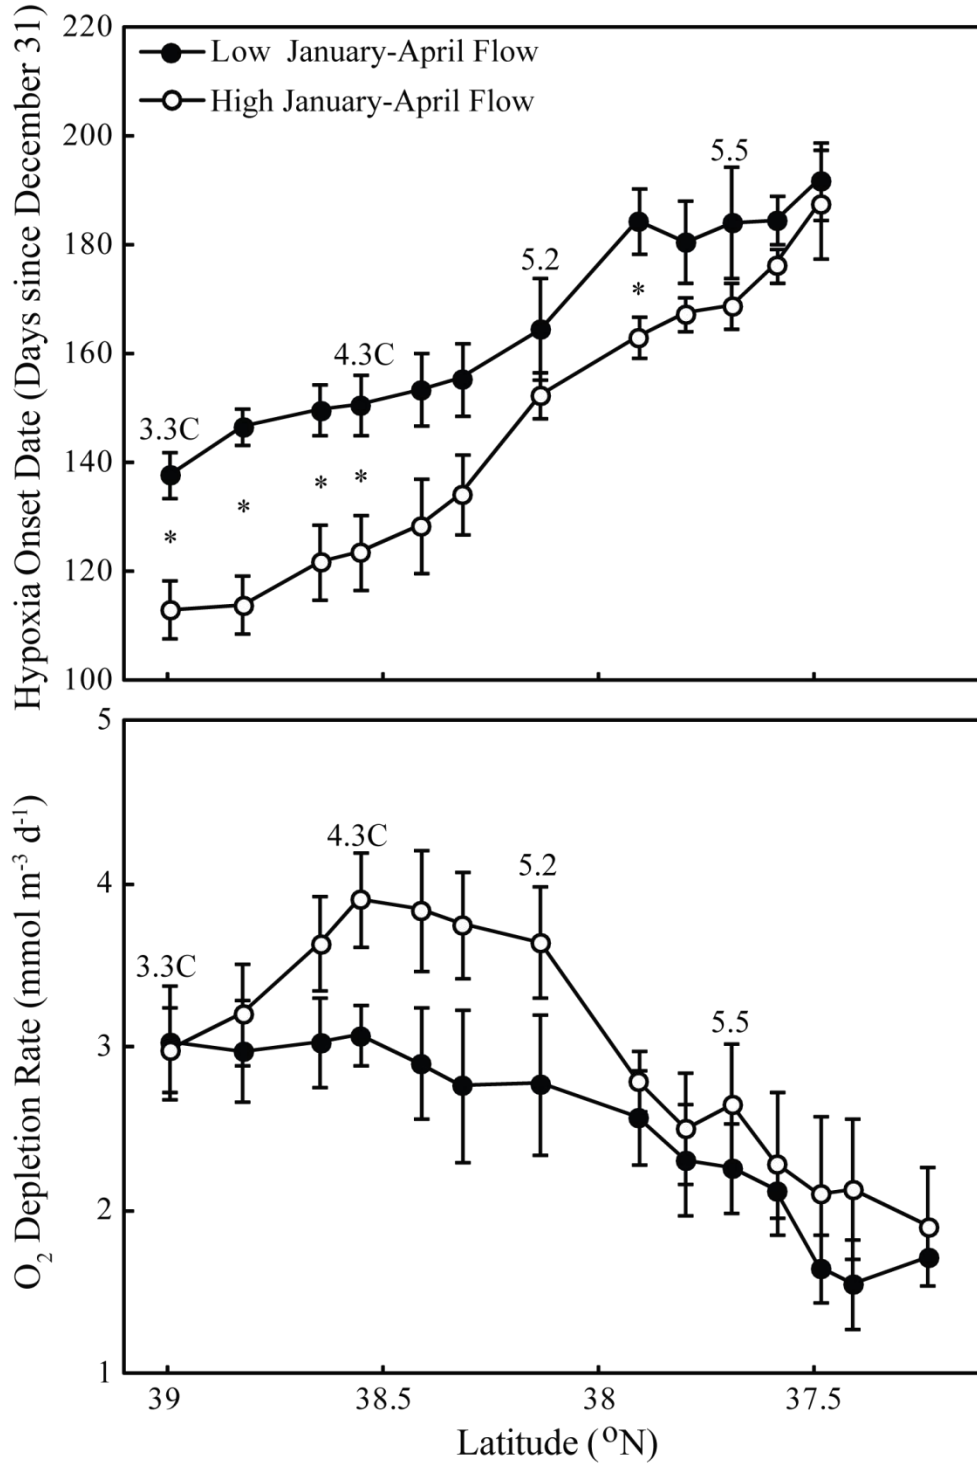 220
Low January-April Flow
High January-April Flow
200
5.5
180
5.2
*
160
4.3C
3.3C
140
* * * *
120
100
Hypoxia Onset Date (Days since December 31)
5
4.3C
5.2
4
3.3C
5.5
3
2
1
O₂ Depletion Rate (mmol m⁻³ d⁻¹)
39 38.5 38 37.5
Latitude (°N)